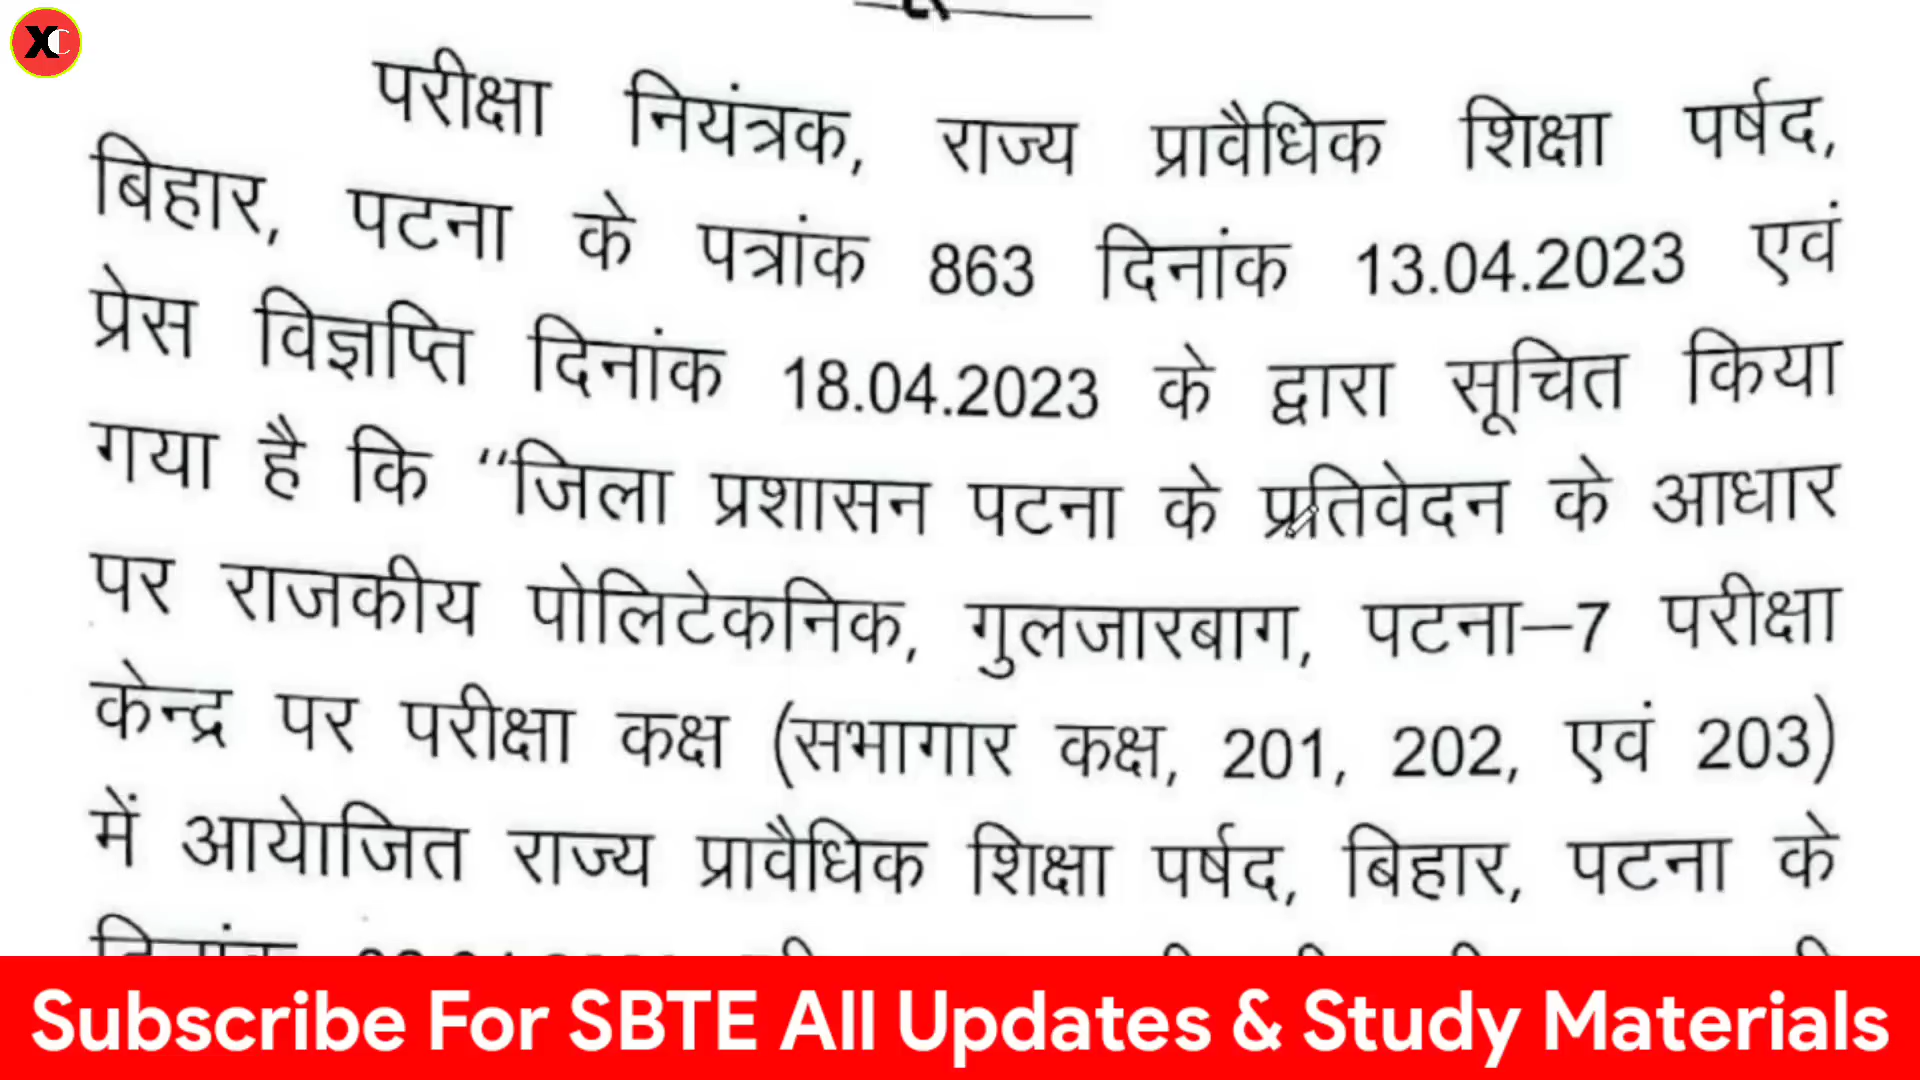 XC
परीक्षा नियंत्रक, राज्य प्रावैधिक शिक्षा पर्षद,
बिहार, पटना के पत्रांक 863 दिनांक 13.04.2023 एवं
प्रेस विज्ञप्ति दिनांक 18.04.2023 के द्वारा सूचित किया
गया है कि “जिला प्रशासन पटना के प्रतिवेदन के आधार
पर राजकीय पोलिटेकनिक, गुलजारबाग, पटना–7 परीक्षा
केन्द्र पर परीक्षा कक्ष (सभागार कक्ष, 201, 202, एवं 203)
में आयोजित राज्य प्रावैधिक शिक्षा पर्षद, बिहार, पटना के
Subscribe For SBTE All Updates & Study Materials